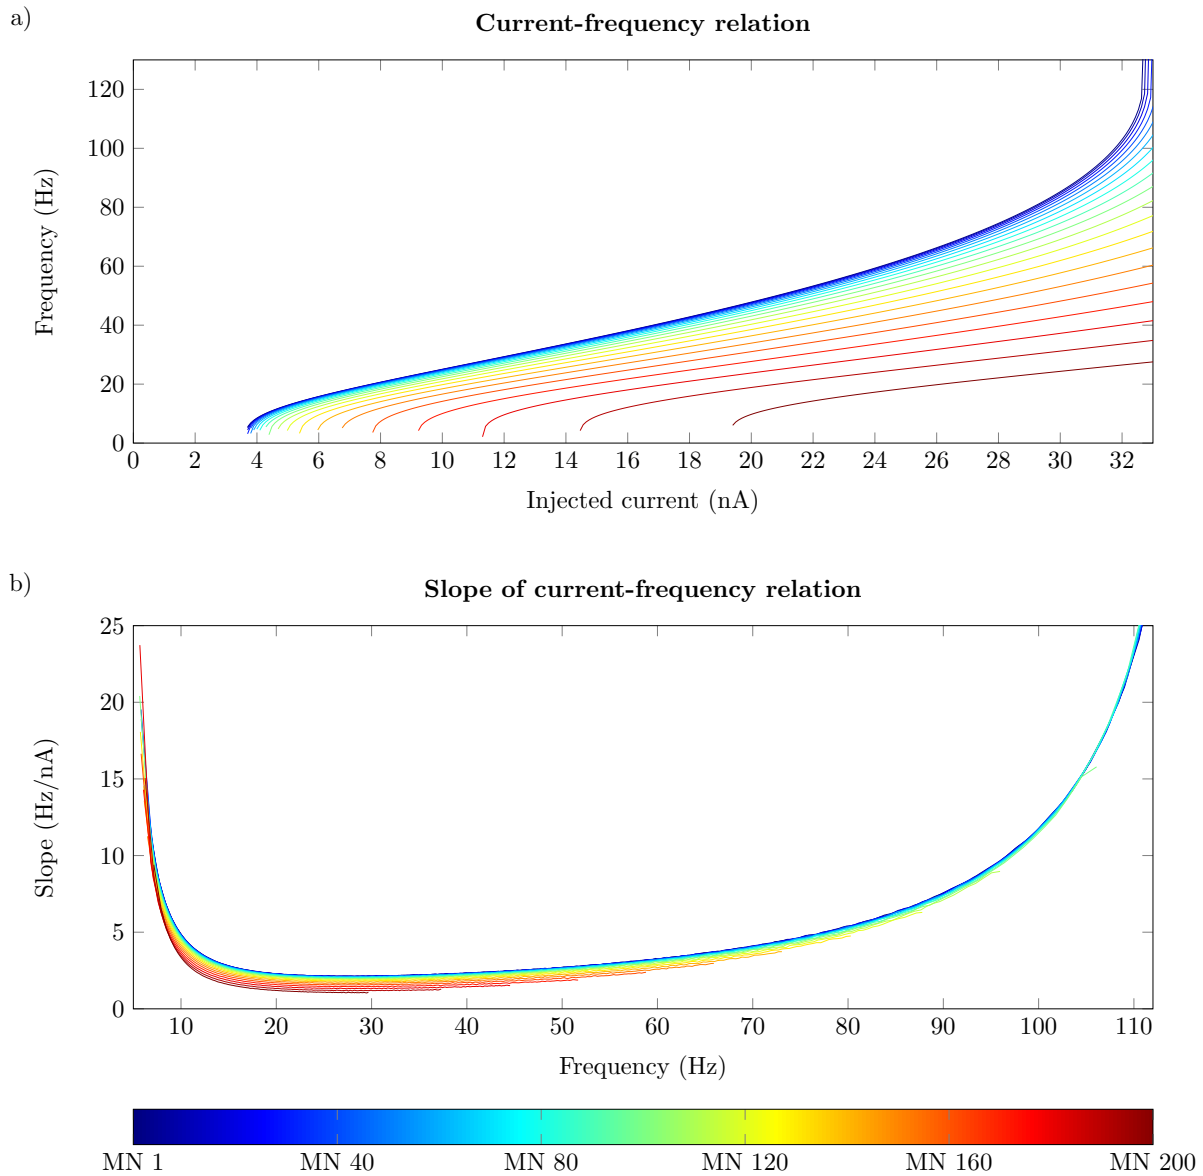 a)
Current-frequency relation
120
100
80
60
40
20
0
Frequency (Hz)
0 2 4 6 8 10 12 14 16 18 20 22 24 26 28 30 32
Injected current (nA)
b)
Slope of current-frequency relation
25
20
15
10
5
0
Slope (Hz/nA)
10 20 30 40 50 60 70 80 90 100 110
Frequency (Hz)
MN 1 MN 40 MN 80 MN 120 MN 160 MN 200